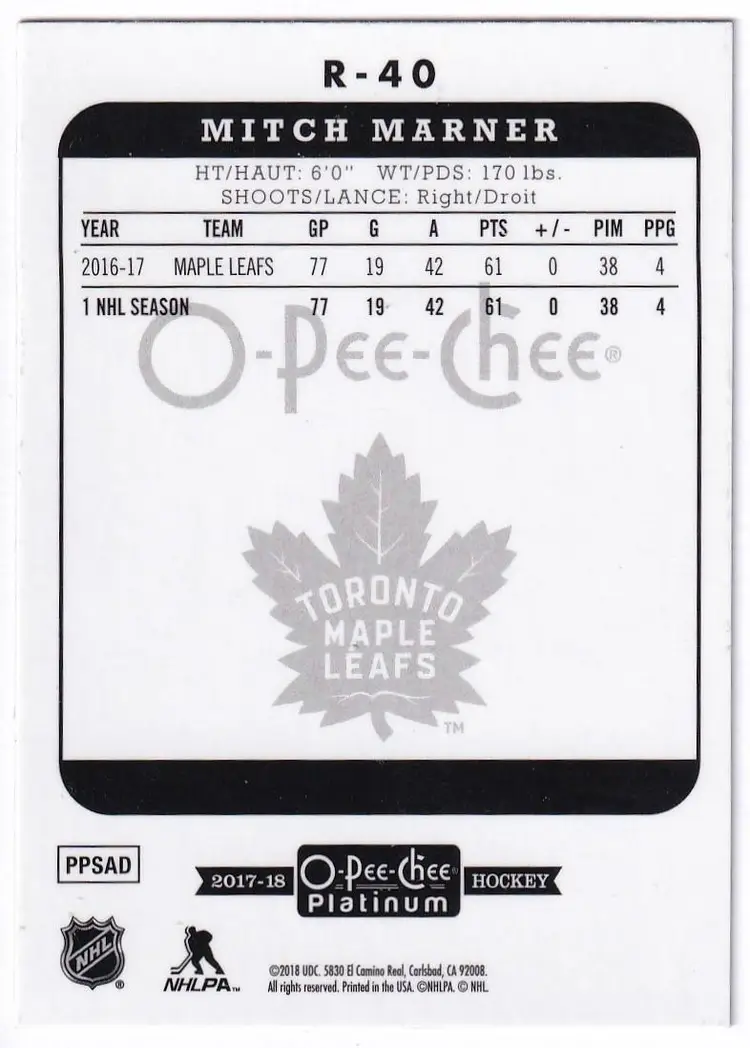 R-40
MITCH MARNER
HT/HAUT: 6'0" WT/PDS: 170 lbs.
SHOOTS/LANCE: Right/Droit
YEAR TEAM GP G A PTS +/- PIM PPG
2016-17 MAPLE LEAFS 77 19 42 61 0 38 4
1 NHL SEASON 77 19 42 61 0 38 4
O-Pee-Chee®
TORONTO
MAPLE
LEAFS
TM
PPSAD
2017-18 O-Pee-Chee HOCKEY
Platinum
NHL®
NHLPA™
©2018 UDC. 5830 El Camino Real, Carlsbad, CA 92008.
All rights reserved. Printed in the USA. ©NHLPA. © NHL